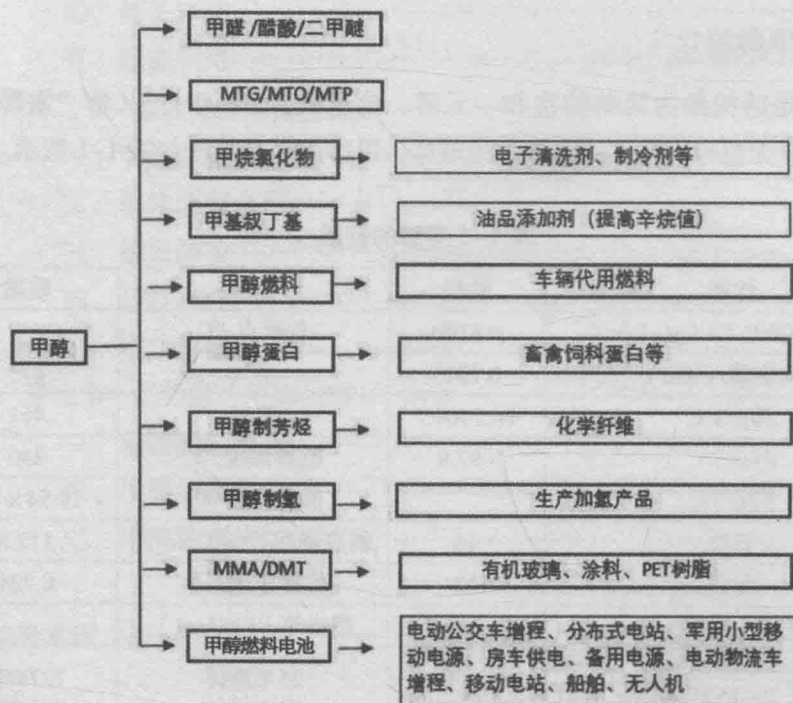 甲醛/醋酸/二甲醚
MTG/MTO/MTP
甲烷氯化物
电子清洗剂、制冷剂等
甲基叔丁基
油品添加剂（提高辛烷值）
甲醇燃料
车辆代用燃料
甲醇
甲醇蛋白
畜禽饲料蛋白等
甲醇制芳烃
化学纤维
甲醇制氢
生产加氢产品
MMA/DMT
有机玻璃、涂料、PET树脂
甲醇燃料电池
电动公交车增程、分布式电站、军用小型移
动电源、房车供电、备用电源、电动物流车
增程、移动电站、船舶、无人机